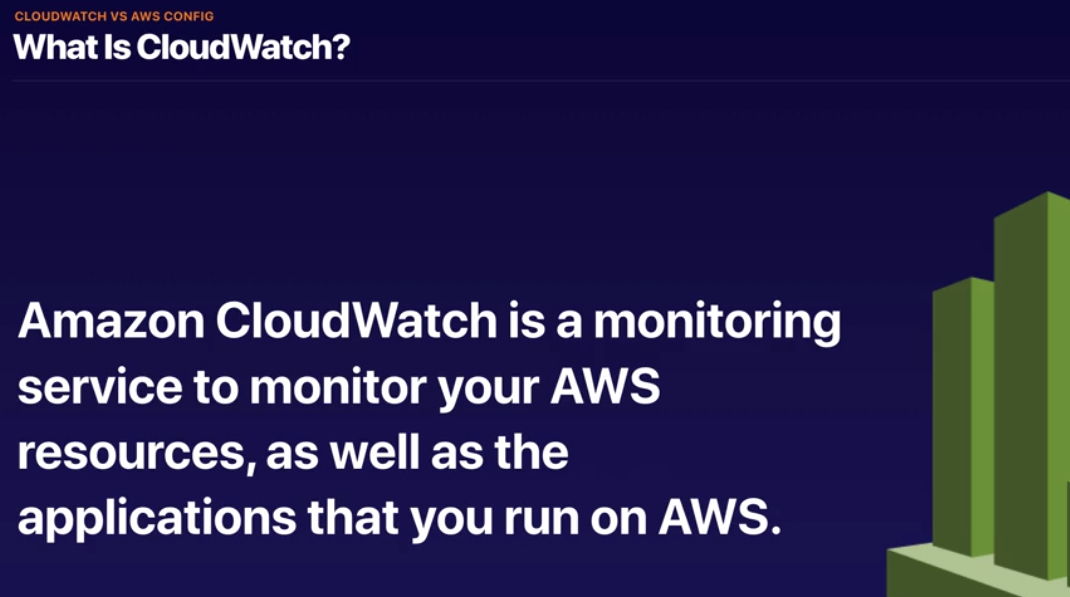 CLOUDWATCH VS AWS CONFIG
What Is CloudWatch?
Amazon CloudWatch is a monitoring
service to monitor your AWS
resources, as well as the
applications that you run on AWS.